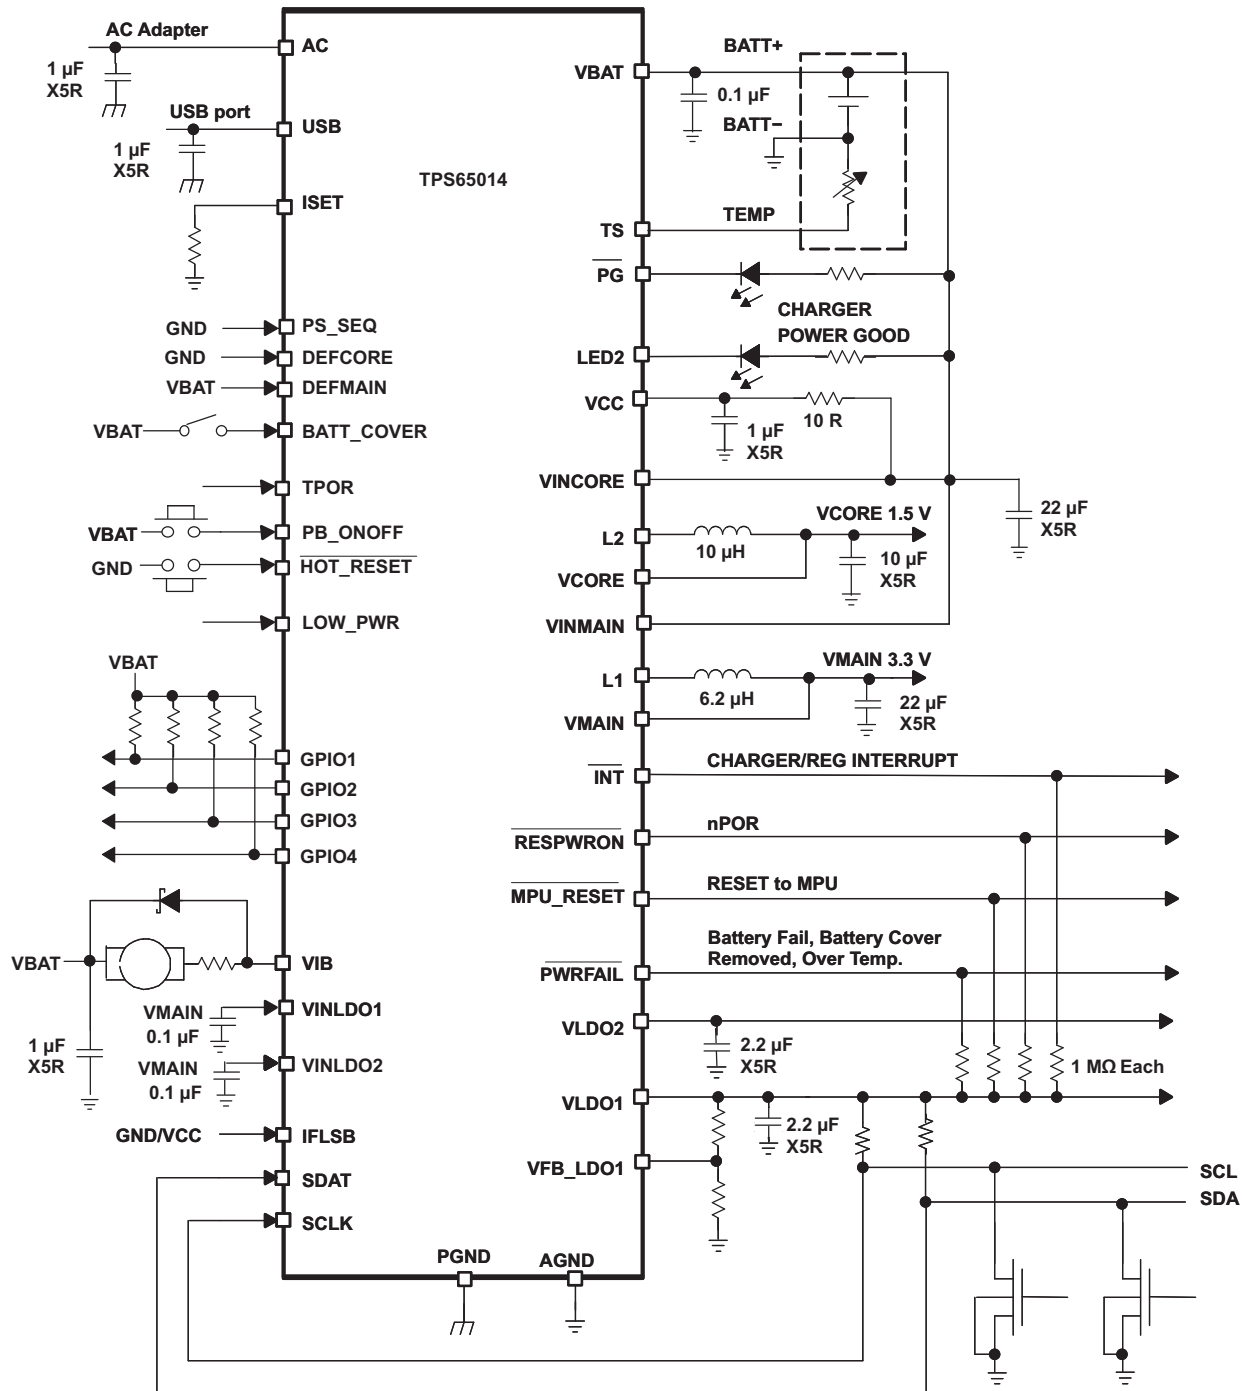 AC Adapter
AC
1 µF
X5R
USB port
USB
1 µF
X5R
ISET
TPS65014
GND
PS_SEQ
GND
DEFCORE
VBAT
DEFMAIN
VBAT
BATT_COVER
TPOR
VBAT
PB_ONOFF
GND
HOT_RESET
LOW_PWR
VBAT
GPIO1
GPIO2
GPIO3
GPIO4
VBAT
VIB
1 µF
X5R
VMAIN
0.1 µF
VINLDO1
VMAIN
0.1 µF
VINLDO2
GND/VCC
IFLSB
SDAT
SCLK
PGND
AGND
VBAT
BATT+
0.1 µF
BATT−
TS
TEMP
PG
CHARGER
POWER GOOD
LED2
VCC
10 R
1 µF
X5R
VINCORE
22 µF
X5R
L2
10 µH
VCORE 1.5 V
10 µF
X5R
VCORE
VINMAIN
L1
6.2 µH
VMAIN 3.3 V
22 µF
X5R
VMAIN
INT
CHARGER/REG INTERRUPT
RESPWRON
nPOR
MPU_RESET
RESET to MPU
Battery Fail, Battery Cover
Removed, Over Temp.
PWRFAIL
VLDO2
2.2 µF
X5R
1 MΩ Each
VLDO1
2.2 µF
X5R
VFB_LDO1
SCL
SDA